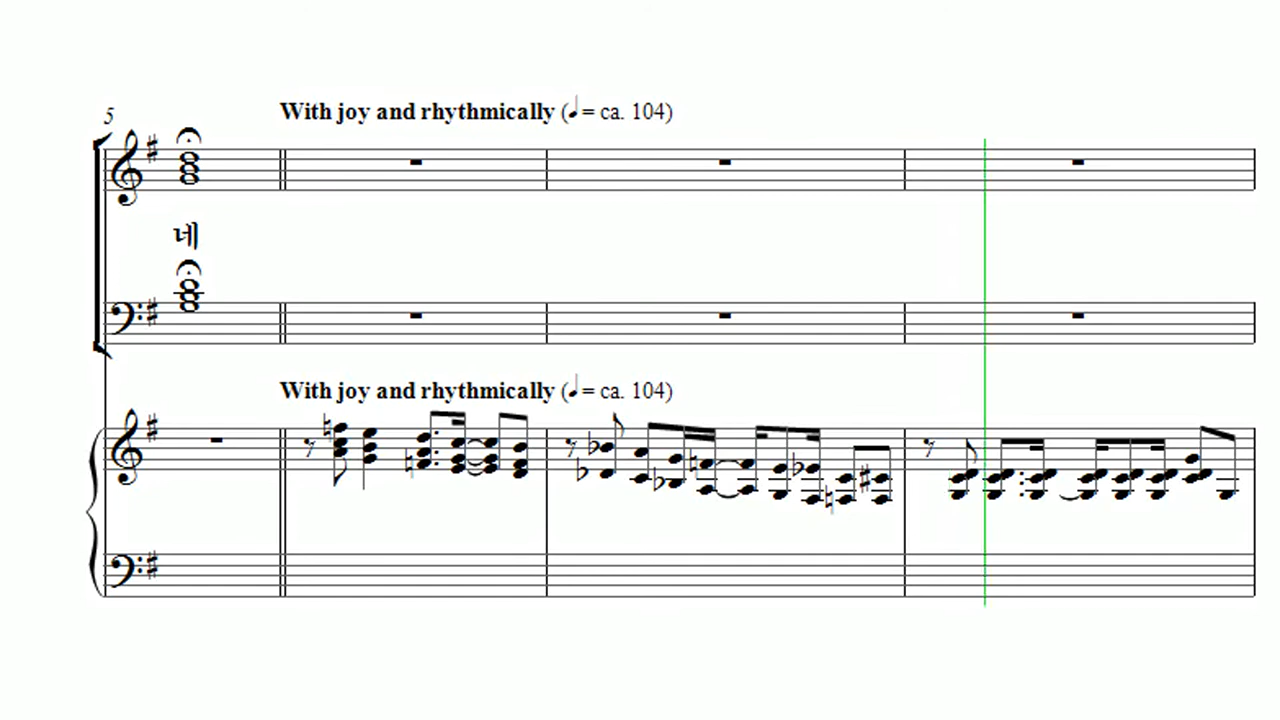 5
With joy and rhythmically (♩ = ca. 104)
네
With joy and rhythmically (♩ = ca. 104)